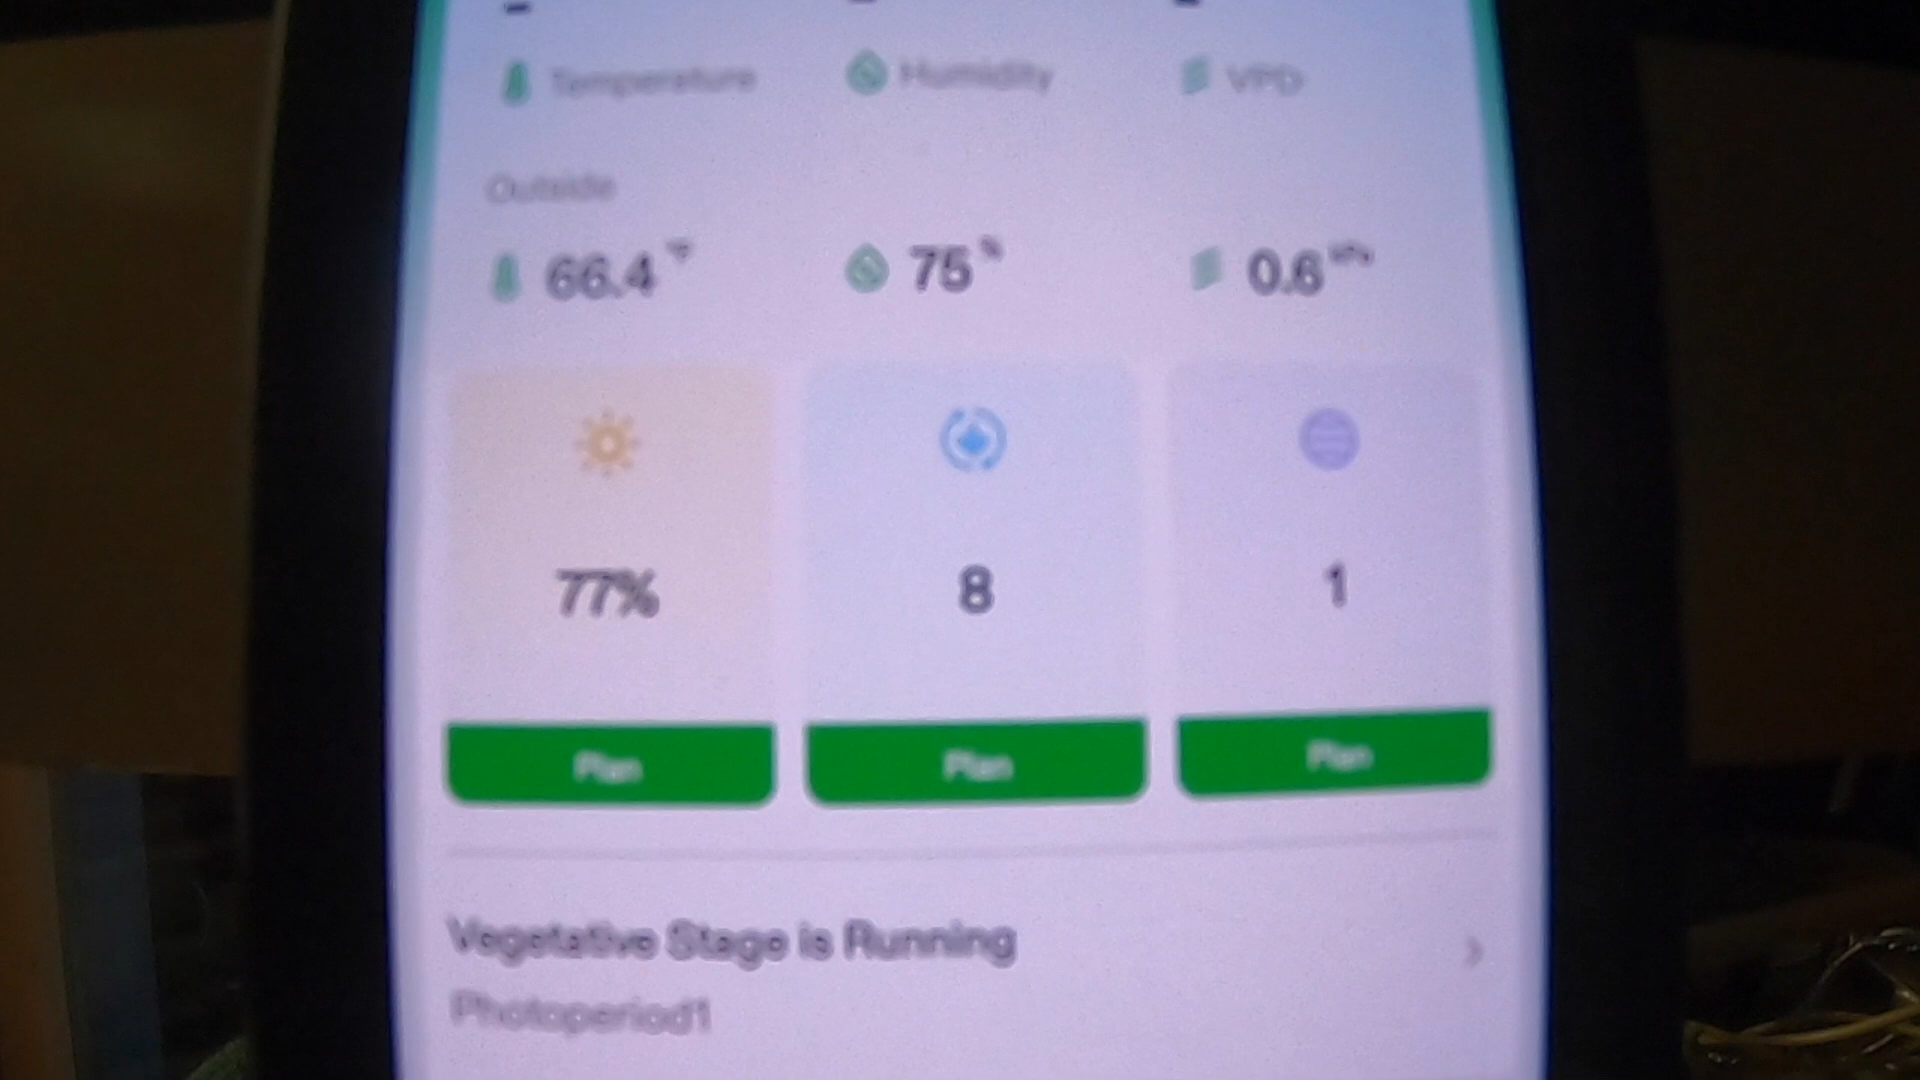 Temperature Humidity VPD
Outside
66.4 °F 75 % 0.6 kPa
77% 8 1
Plan Plan Plan
Vegetative Stage is Running
Photoperiod1